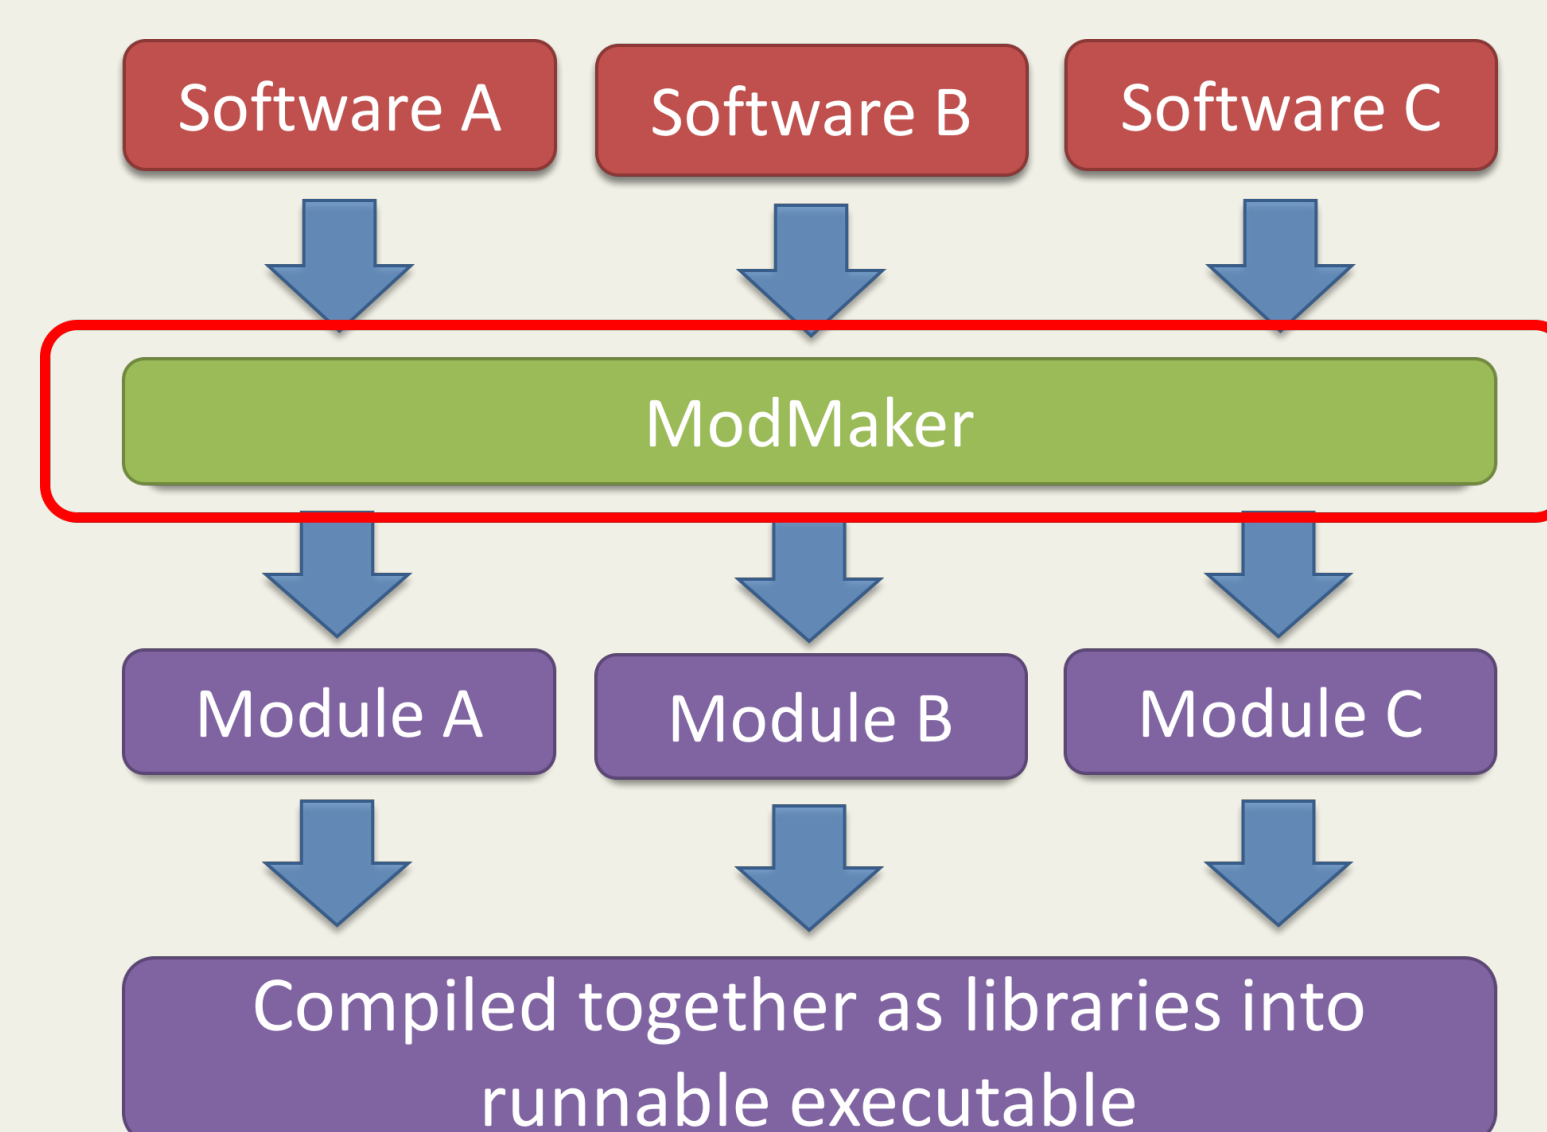 Software A
Software B
Software C
ModMaker
Module A
Module B
Module C
Compiled together as libraries into
runnable executable